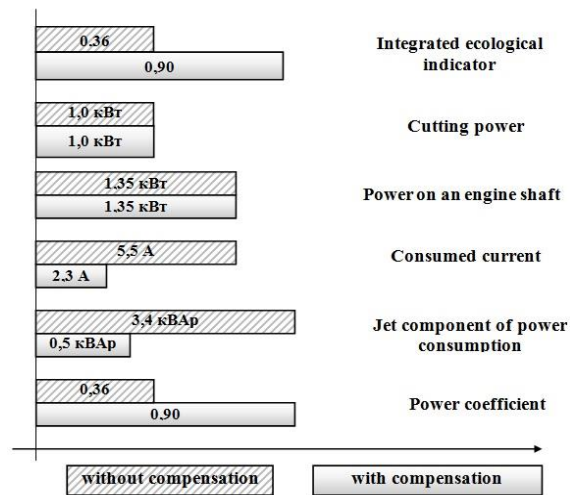 0.36
Integrated ecological
indicator
0,90
1,0 кВт
Cutting power
1,0 кВт
1,35 кВт
Power on an engine shaft
1,35 кВт
5,5 А
Consumed current
2,3 А
3,4 кВАр
Jet component of power
consumption
0,5 кВАр
0,36
Power coefficient
0,90
without compensation
with compensation